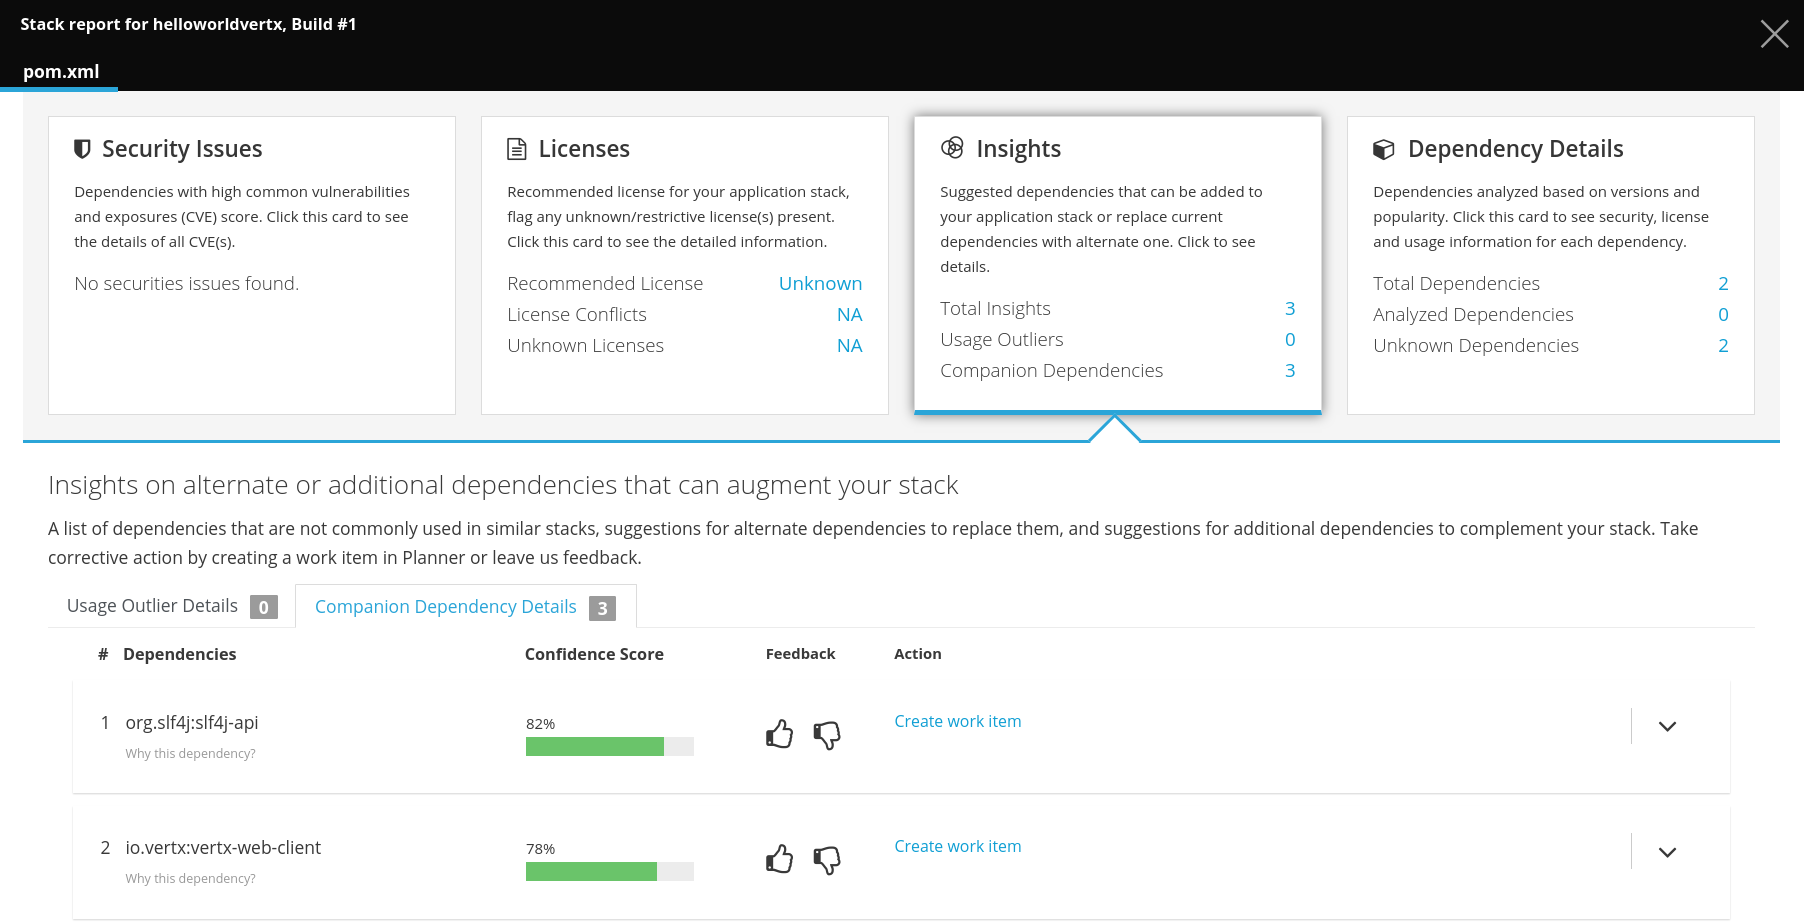 Stack report for helloworldvertx, Build #1
pom.xml
Security Issues
Dependencies with high common vulnerabilities
and exposures (CVE) score. Click this card to see
the details of all CVE(s).
No securities issues found.
Licenses
Recommended license for your application stack,
flag any unknown/restrictive license(s) present.
Click this card to see the detailed information.
Recommended License Unknown
License Conflicts NA
Unknown Licenses NA
Insights
Suggested dependencies that can be added to
your application stack or replace current
dependencies with alternate one. Click to see
details.
Total Insights 3
Usage Outliers 0
Companion Dependencies 3
Dependency Details
Dependencies analyzed based on versions and
popularity. Click this card to see security, license
and usage information for each dependency.
Total Dependencies 2
Analyzed Dependencies 0
Unknown Dependencies 2
Insights on alternate or additional dependencies that can augment your stack
A list of dependencies that are not commonly used in similar stacks, suggestions for alternate dependencies to replace them, and suggestions for additional dependencies to complement your stack. Take
corrective action by creating a work item in Planner or leave us feedback.
Usage Outlier Details 0 Companion Dependency Details 3
# Dependencies Confidence Score Feedback Action
1 org.slf4j:slf4j-api 82% Create work item
Why this dependency?
2 io.vertx:vertx-web-client 78% Create work item
Why this dependency?